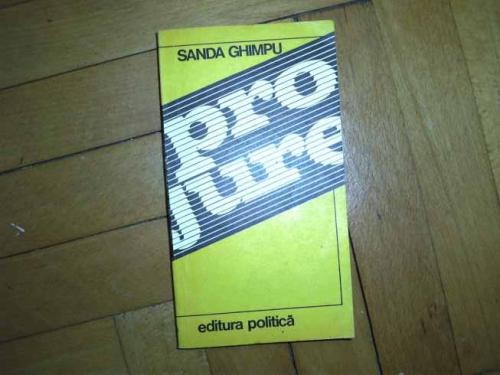 SANDA GHIMPU
pro
jure
editura politică